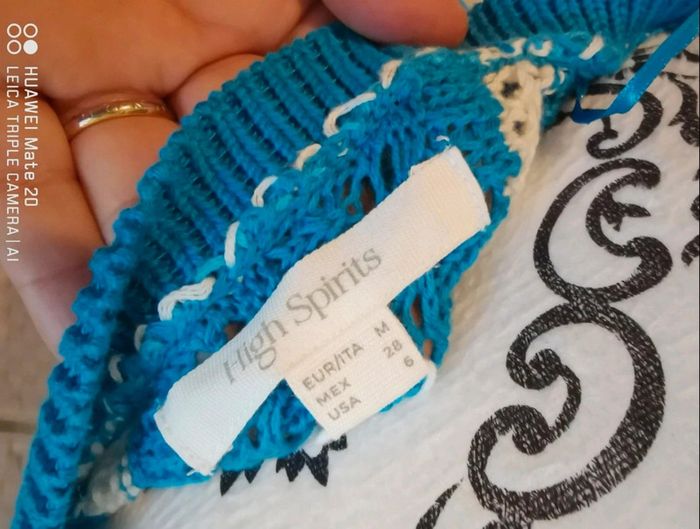 HUAWEI Mate 20
LEICA TRIPLE CAMERA | AI
High Spirits
EUR/ITA M
MEX 28
USA 6